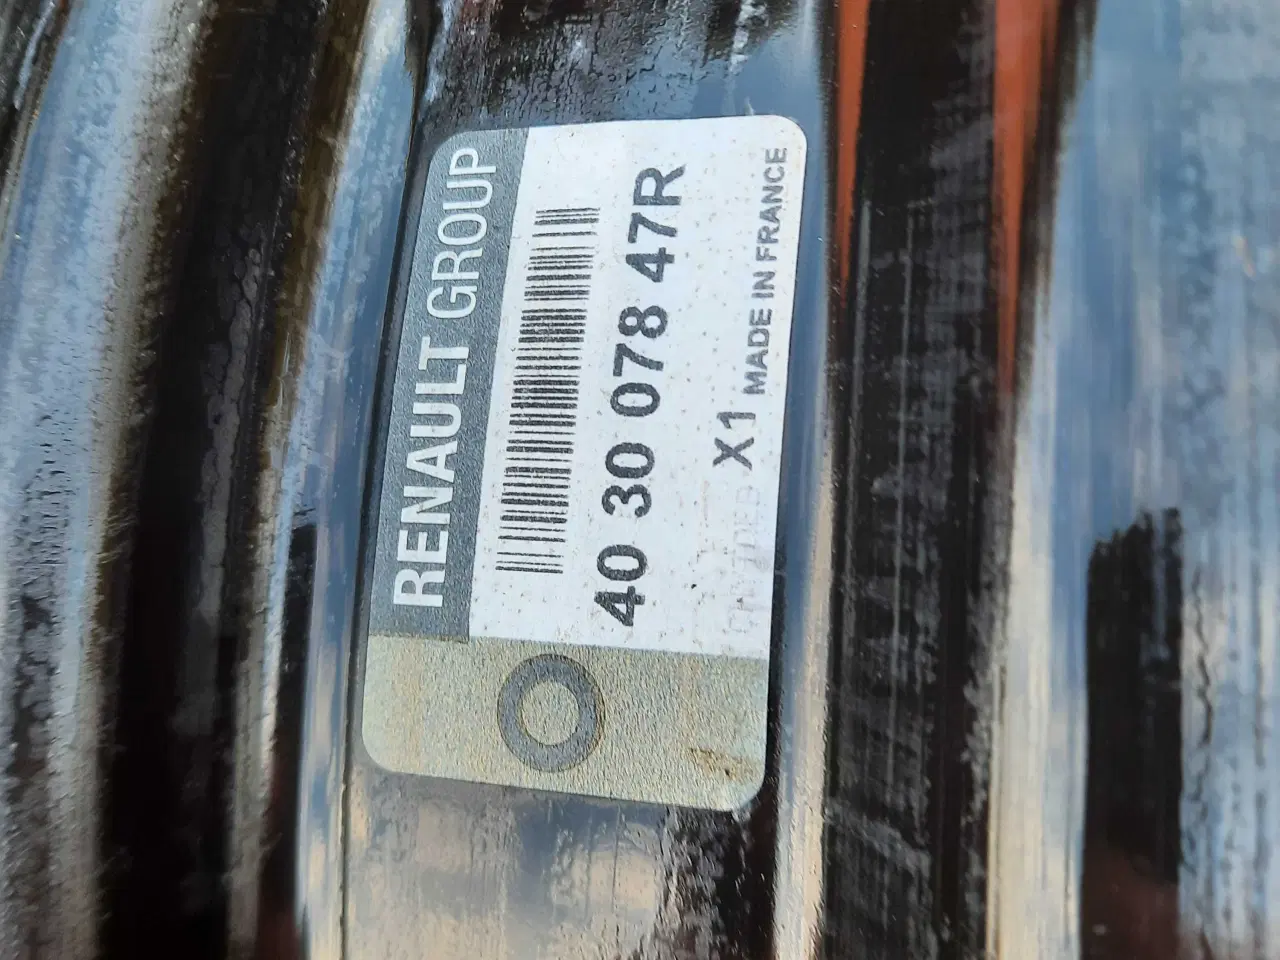 RENAULT GROUP
40 30 078 47R
X1 MADE IN FRANCE